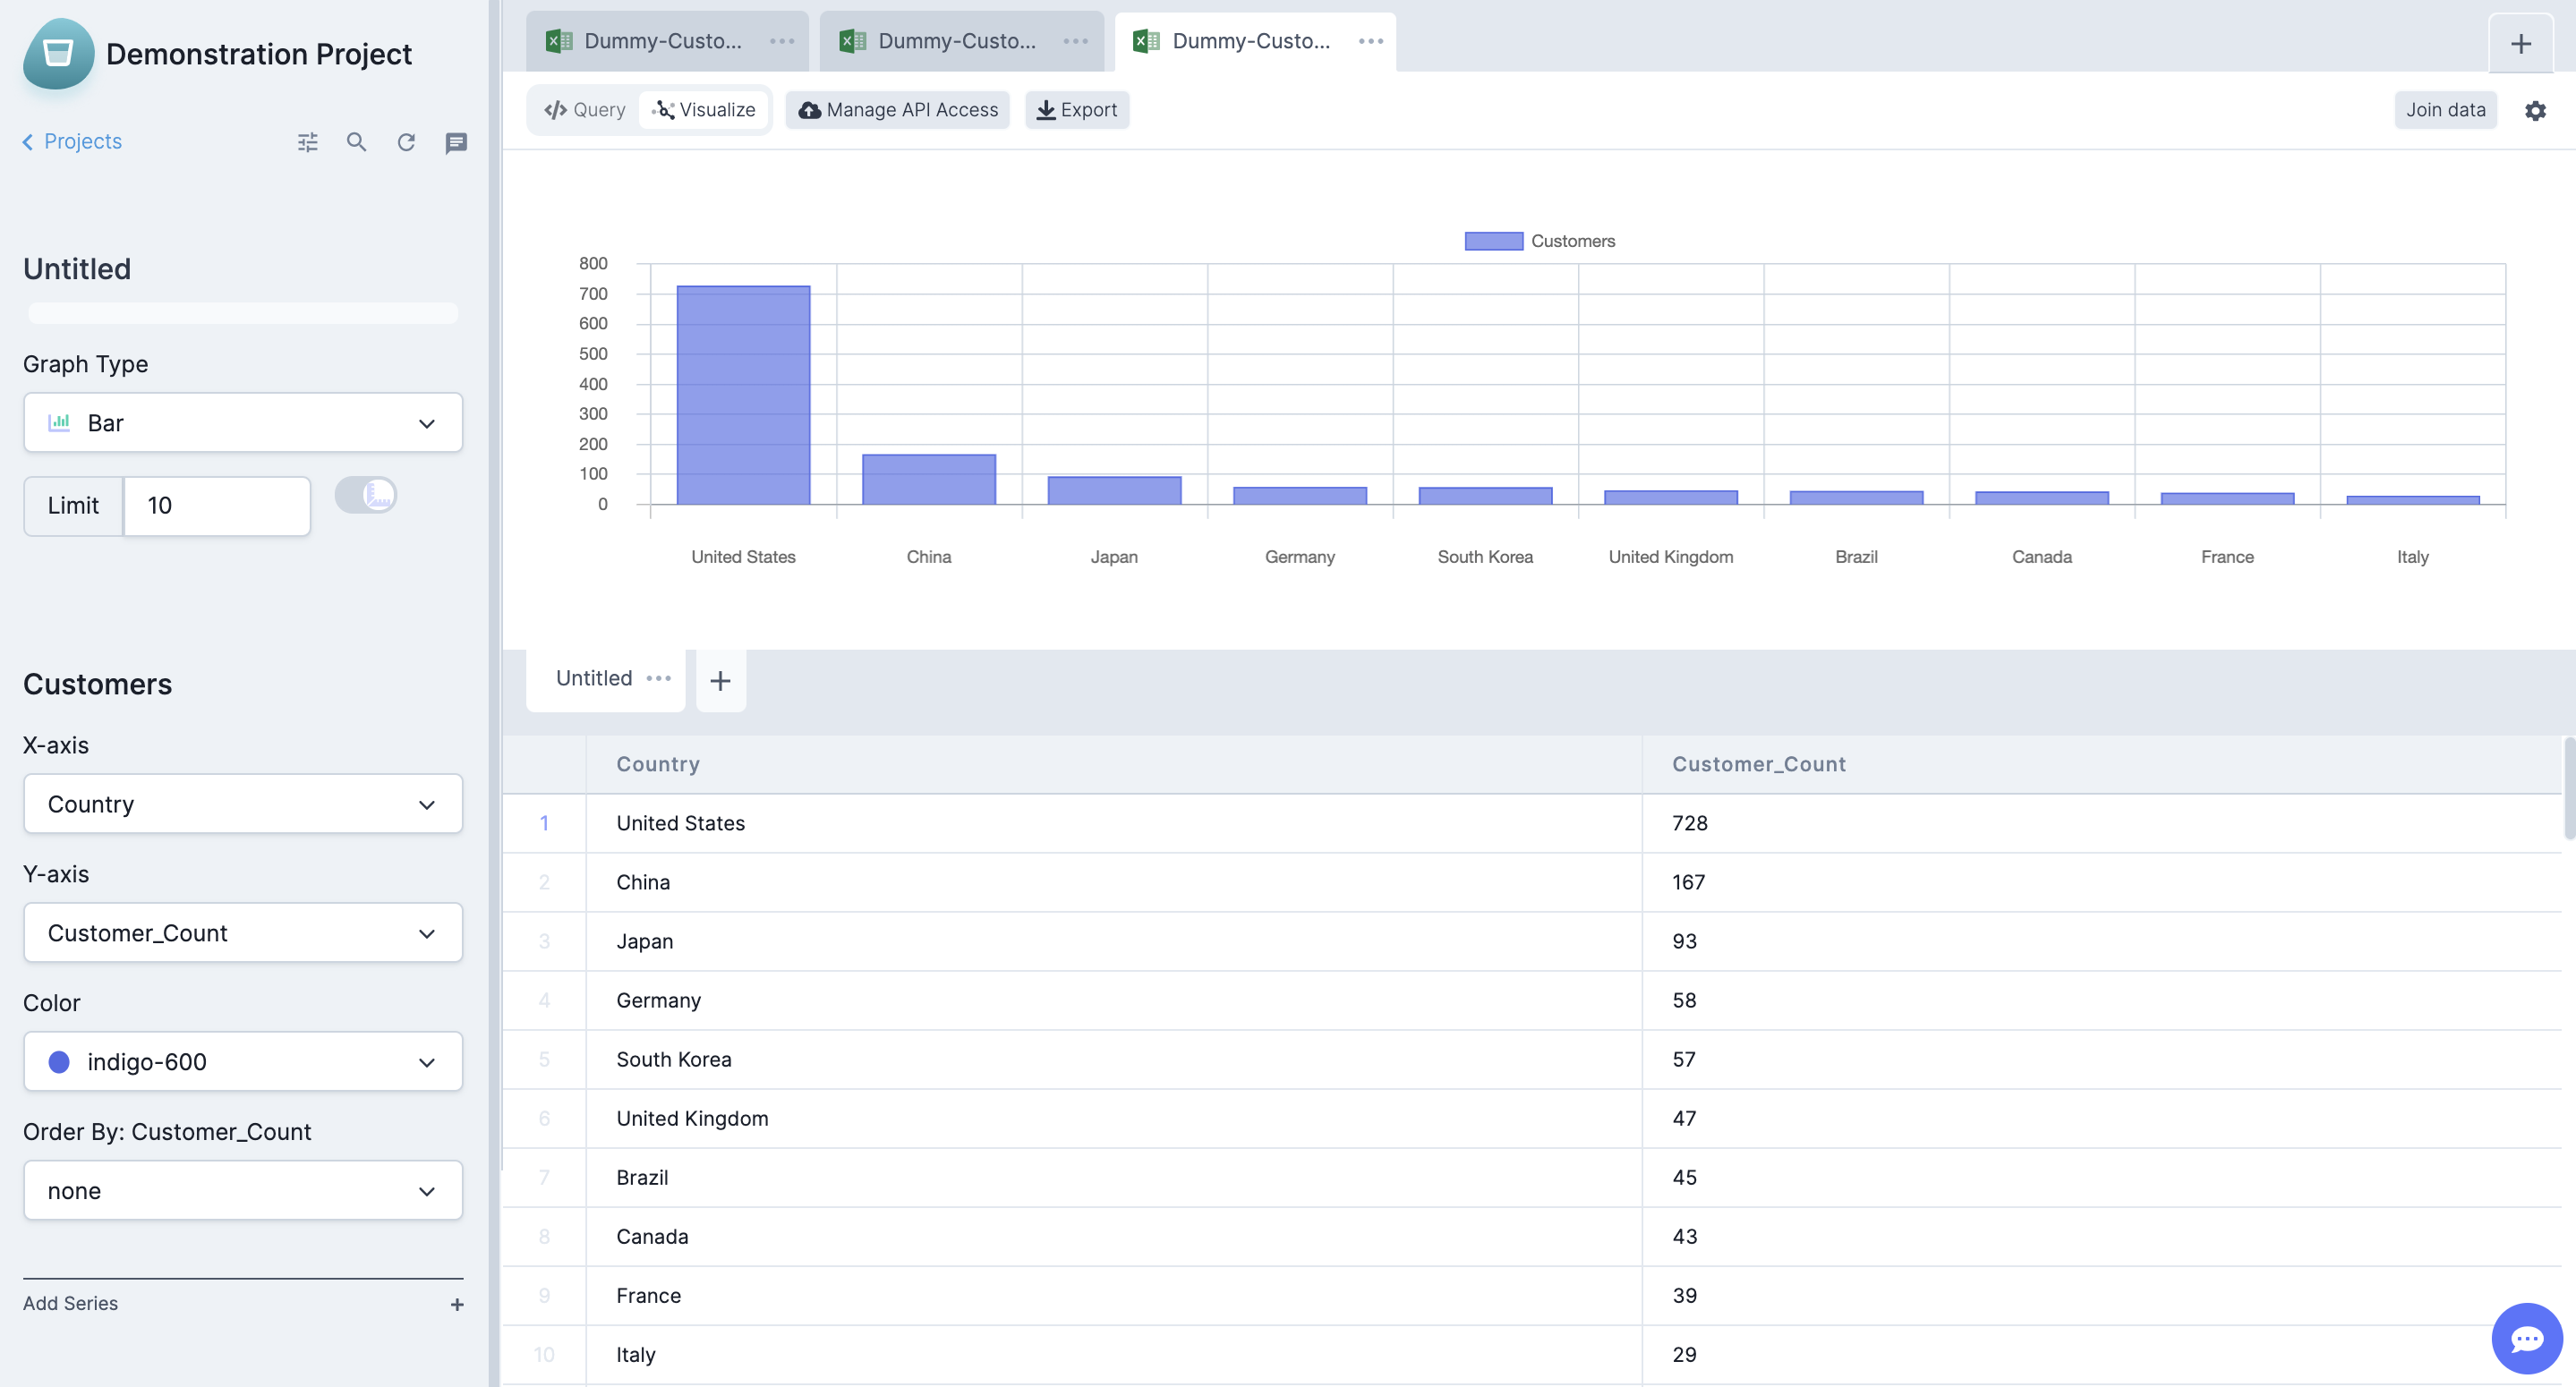 Demonstration Project
Projects
Untitled
Graph Type
Bar
Limit 10
Customers
X-axis
Country
Y-axis
Customer_Count
Color
indigo-600
Order By: Customer_Count
none
Add Series +
Dummy-Custo... Dummy-Custo... Dummy-Custo... +
Query Visualize Manage API Access Export Join data
Customers
800
700
600
500
400
300
200
100
0
United States China Japan Germany South Korea United Kingdom Brazil Canada France Italy
Untitled +
Country Customer_Count
1 United States 728
2 China 167
3 Japan 93
4 Germany 58
5 South Korea 57
6 United Kingdom 47
7 Brazil 45
8 Canada 43
9 France 39
10 Italy 29